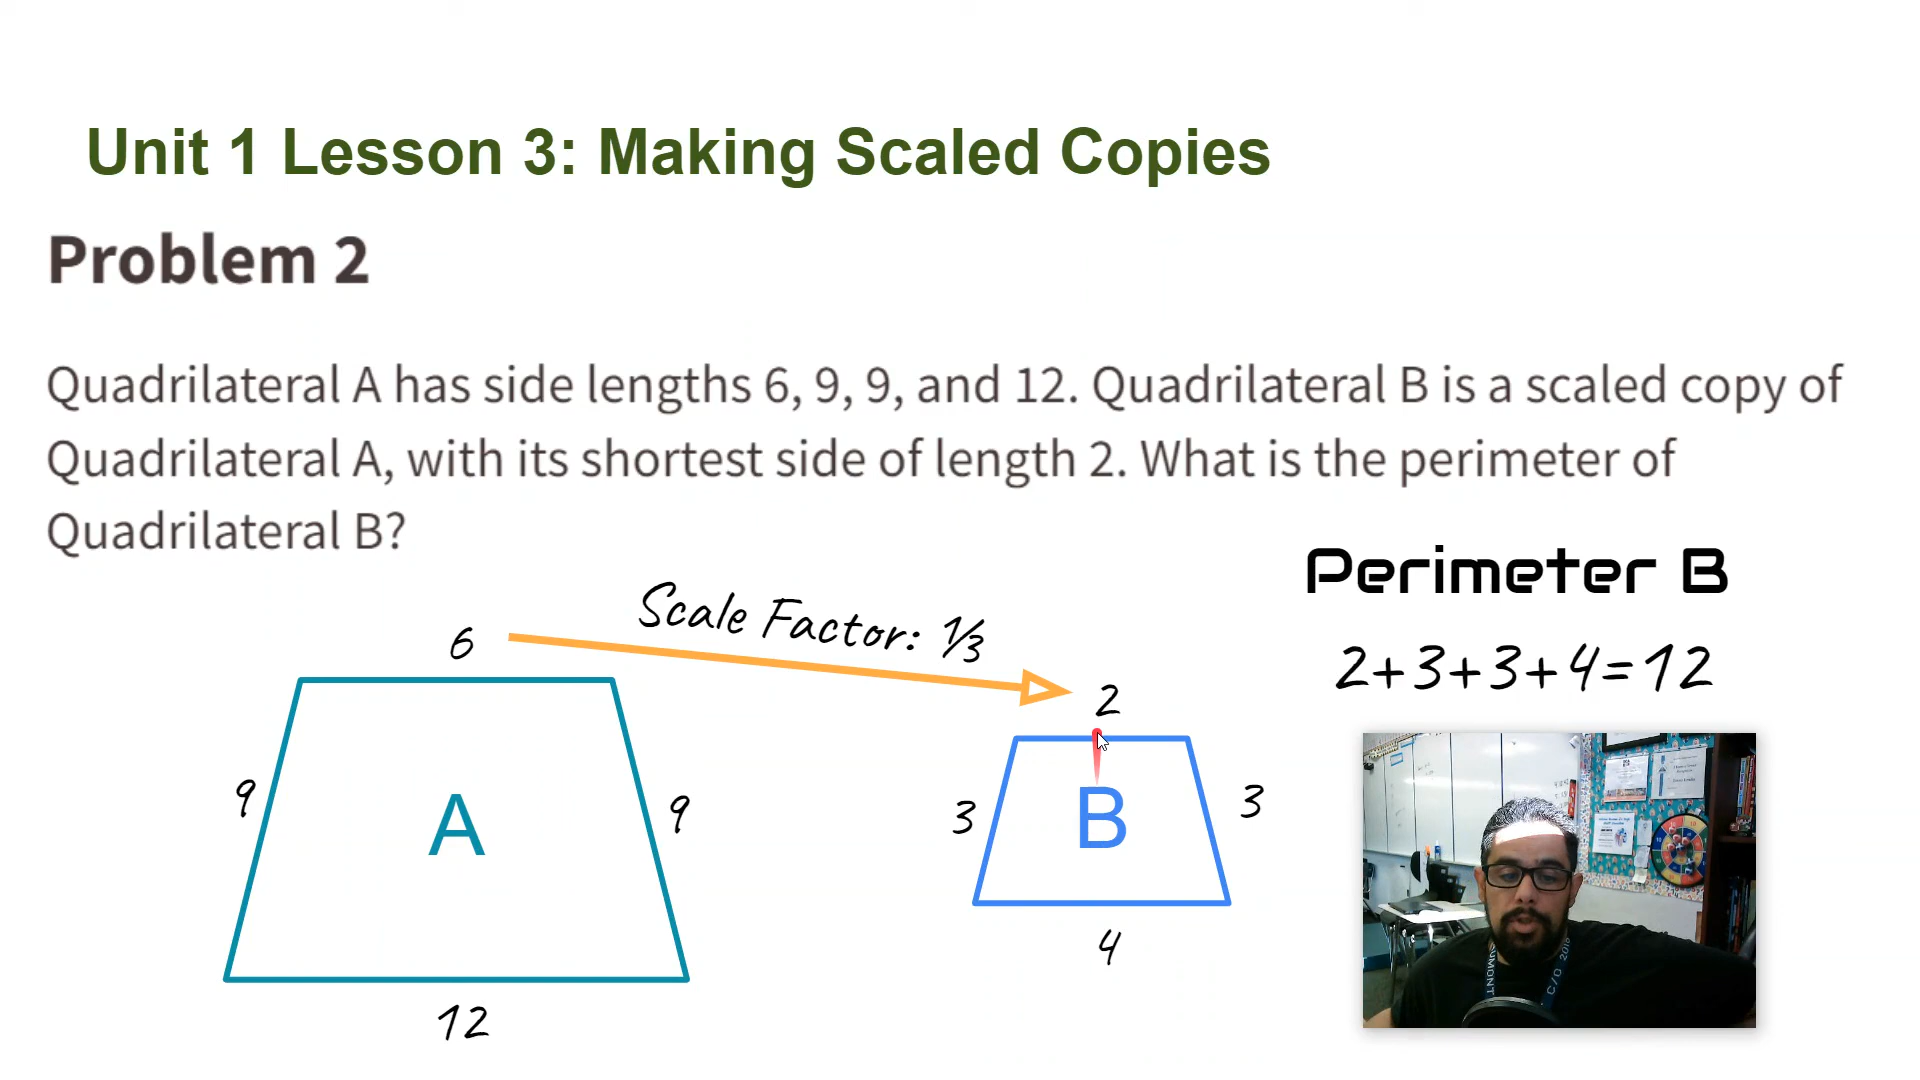 Unit 1 Lesson 3: Making Scaled Copies
Problem 2
Quadrilateral A has side lengths 6, 9, 9, and 12. Quadrilateral B is a scaled copy of
Quadrilateral A, with its shortest side of length 2. What is the perimeter of
Quadrilateral B?
Perimeter B
2+3+3+4=12
Scale Factor: 1/3
6
9
A
9
12
2
3
B
3
4
C/O 2018